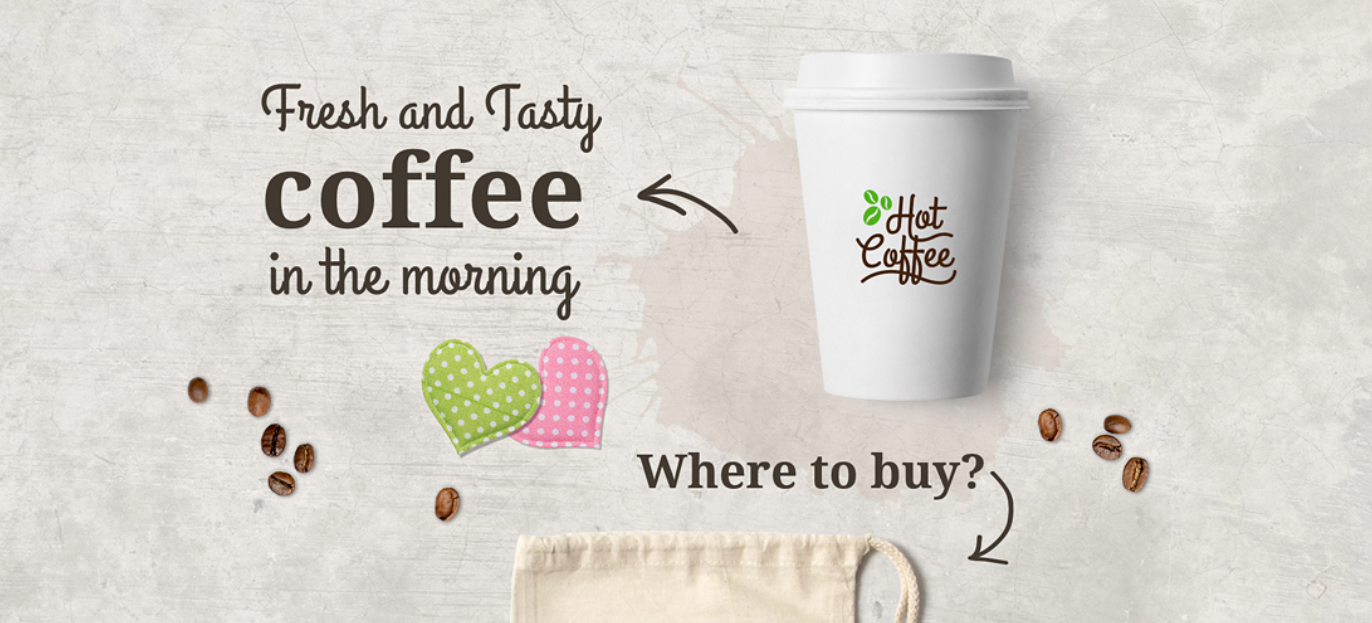 Fresh and Tasty
coffee
in the morning
Hot
Coffee
Where to buy?